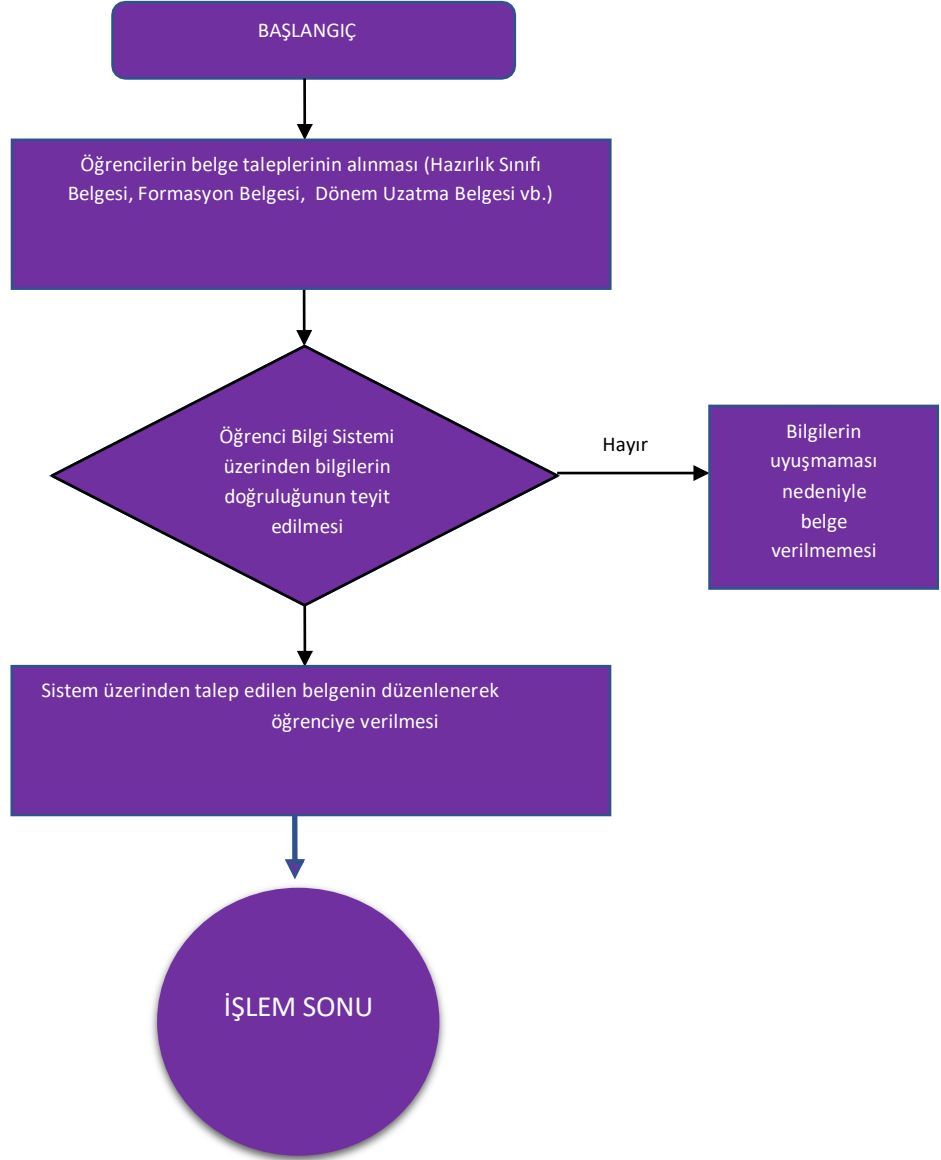 BAŞLANGIÇ
Öğrencilerin belge taleplerinin alınması (Hazırlık Sınıfı
Belgesi, Formasyon Belgesi, Dönem Uzatma Belgesi vb.)
Öğrenci Bilgi Sistemi
üzerinden bilgilerin
doğruluğunun teyit
edilmesi
Hayır
Bilgilerin
uyuşmaması
nedeniyle
belge
verilmemesi
Sistem üzerinden talep edilen belgenin düzenlenerek
öğrenciye verilmesi
İŞLEM SONU